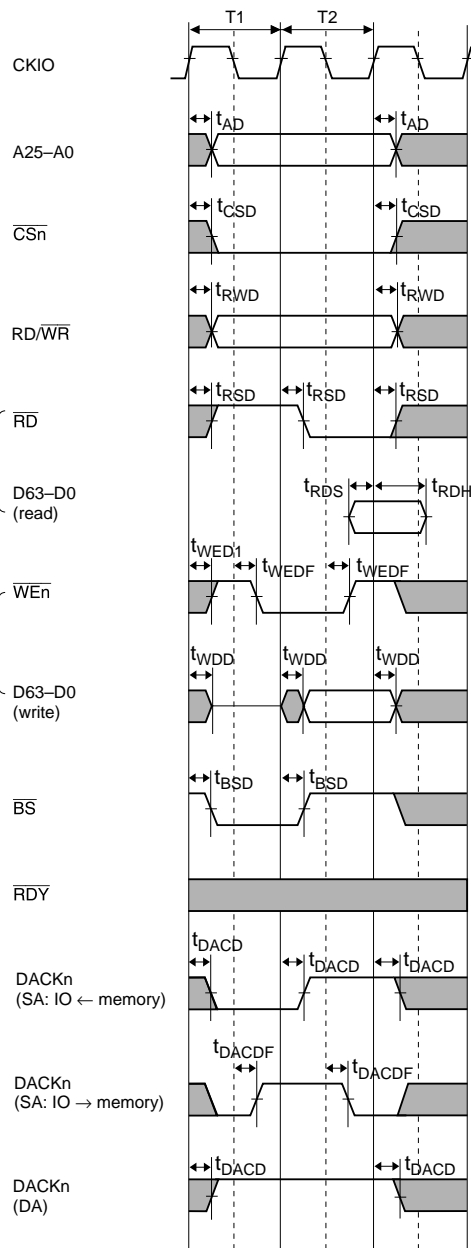 T1 T2
CKIO
tAD tAD
A25–A0
tCSD tCSD
CSn
tRWD tRWD
RD/WR
tRSD tRSD tRSD
RD
D63–D0
(read)
tRDS tRDH
tWED1 tWEDF tWEDF
WEn
tWDD tWDD tWDD
D63–D0
(write)
tBSD tBSD
BS
RDY
tDACD tDACD tDACD
DACKn
(SA: IO ← memory)
tDACDF tDACDF
DACKn
(SA: IO → memory)
tDACD tDACD
DACKn
(DA)